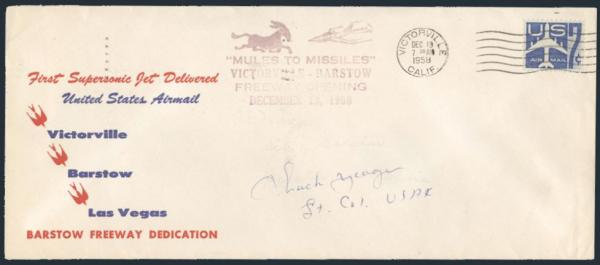 "MULES TO MISSILES"
VICTORVILLE - BARSTOW
FREEWAY OPENING
DECEMBER 13, 1958
VICTORVILLE
DEC 13
7 30 AM
1958
CALIF.
US
AIR MAIL
7¢
First Supersonic Jet Delivered
United States Airmail
Victorville
Barstow
Las Vegas
BARSTOW FREEWAY DEDICATION
Chuck Yeager
Lt. Col. USAF